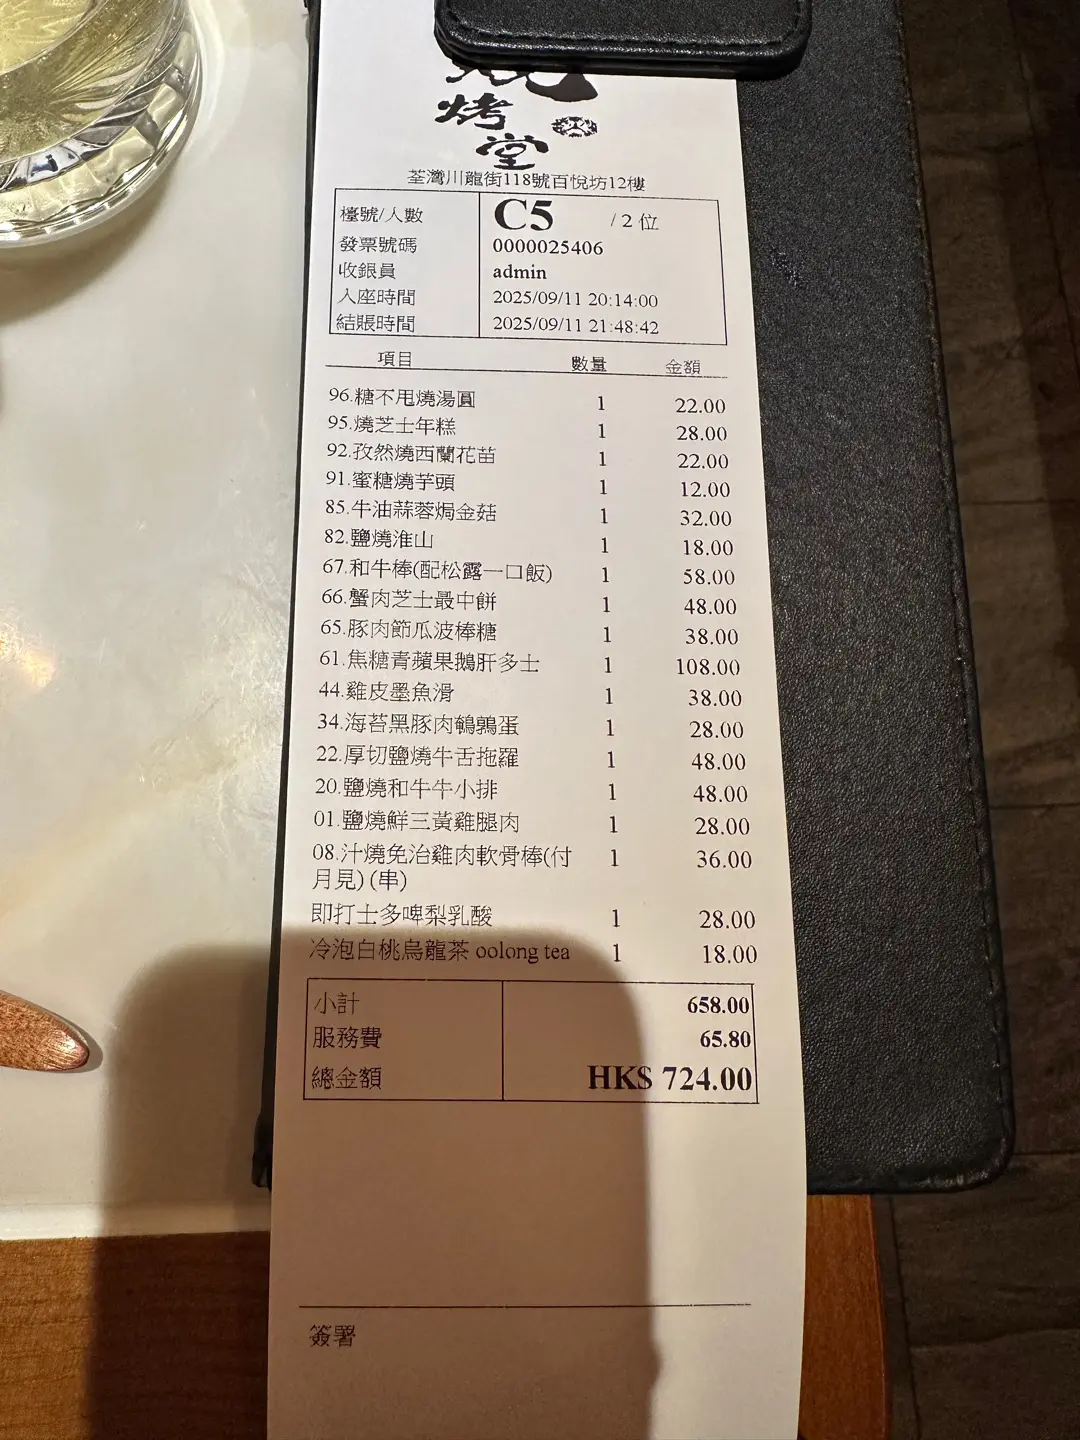 烤
堂
荃灣川龍街118號百悅坊12樓
檯號/人數 C5 / 2 位
發票號碼 0000025406
收銀員 admin
入座時間 2025/09/11 20:14:00
結賬時間 2025/09/11 21:48:42
項目 數量 金額
96.糖不甩燒湯圓 1 22.00
95.燒芝士年糕 1 28.00
92.孜然燒西蘭花苗 1 22.00
91.蜜糖燒芋頭 1 12.00
85.牛油蒜蓉焗金菇 1 32.00
82.鹽燒淮山 1 18.00
67.和牛棒(配松露一口飯) 1 58.00
66.蟹肉芝士最中餅 1 48.00
65.豚肉節瓜波棒糖 1 38.00
61.焦糖青蘋果鵝肝多士 1 108.00
44.雞皮墨魚滑 1 38.00
34.海苔黑豚肉鵪鶉蛋 1 28.00
22.厚切鹽燒牛舌拖羅 1 48.00
20.鹽燒和牛牛小排 1 48.00
01.鹽燒鮮三黃雞腿肉 1 28.00
08.汁燒免治雞肉軟骨棒(付 1 36.00
月見) (串)
即打士多啤梨乳酸 1 28.00
冷泡白桃烏龍茶 oolong tea 1 18.00
小計 658.00
服務費 65.80
總金額 HK$ 724.00
簽署